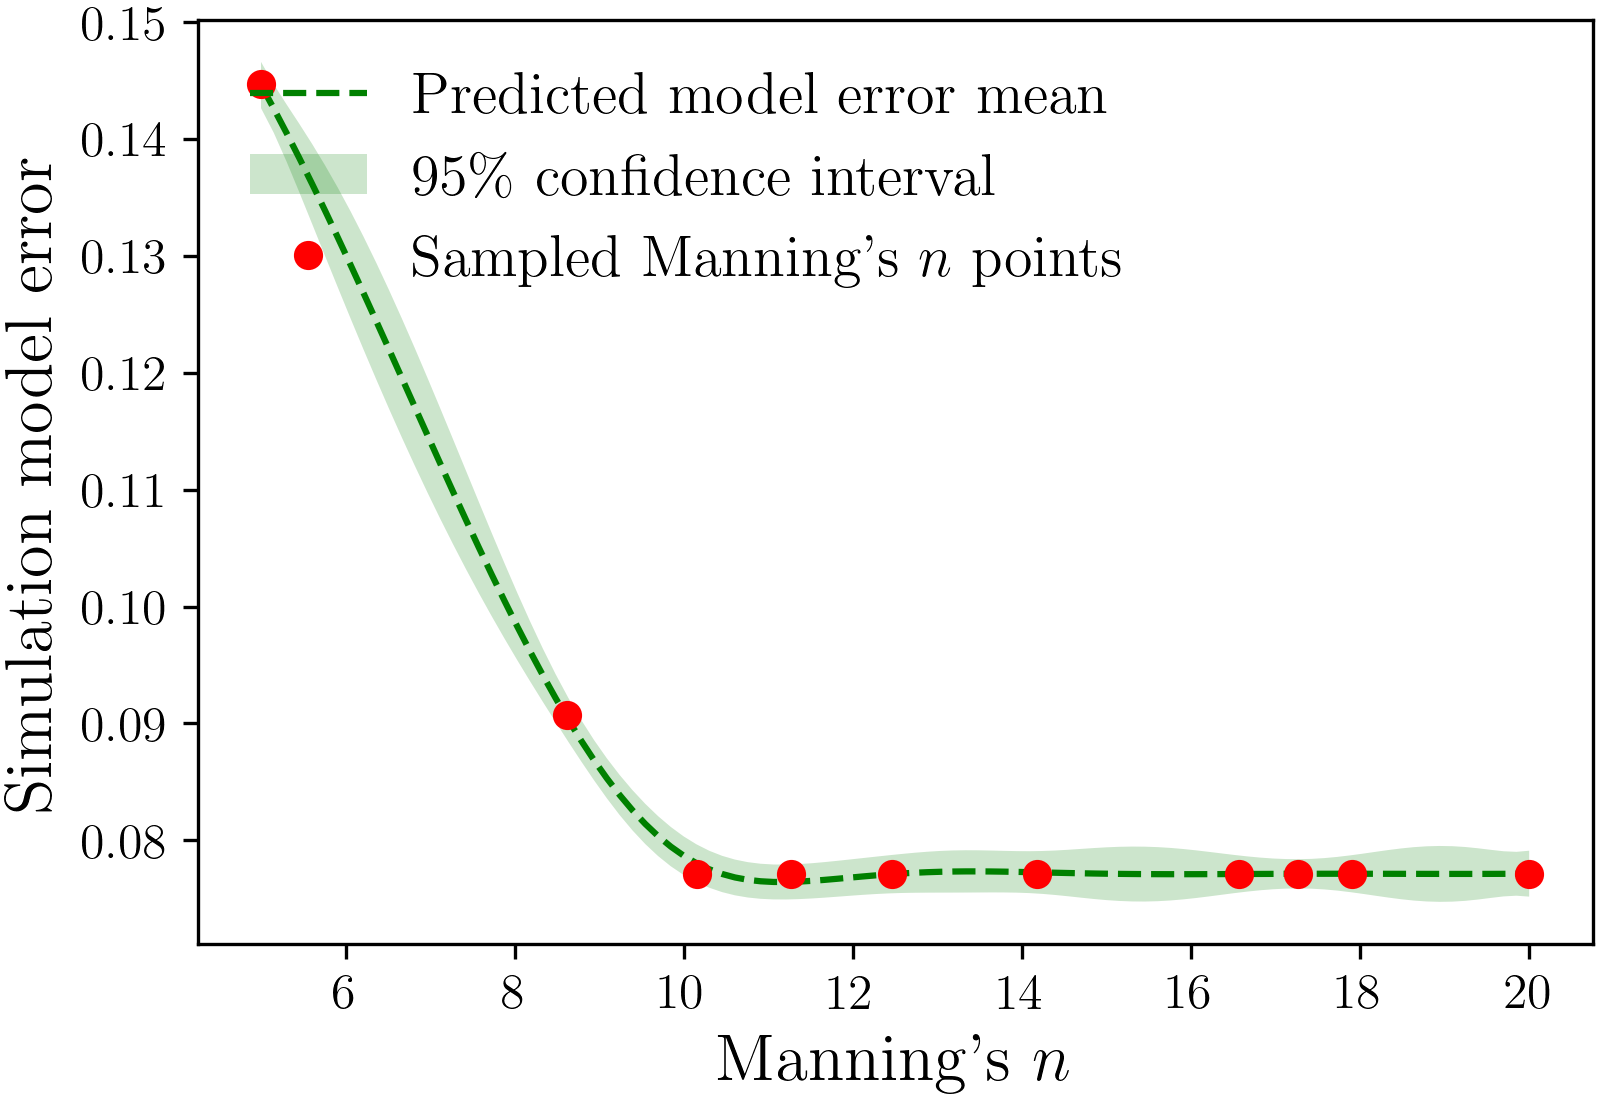 0.15
0.14
0.13
0.12
0.11
0.10
0.09
0.08
Simulation model error
Predicted model error mean
95% confidence interval
Sampled Manning's n points
6 8 10 12 14 16 18 20
Manning's n